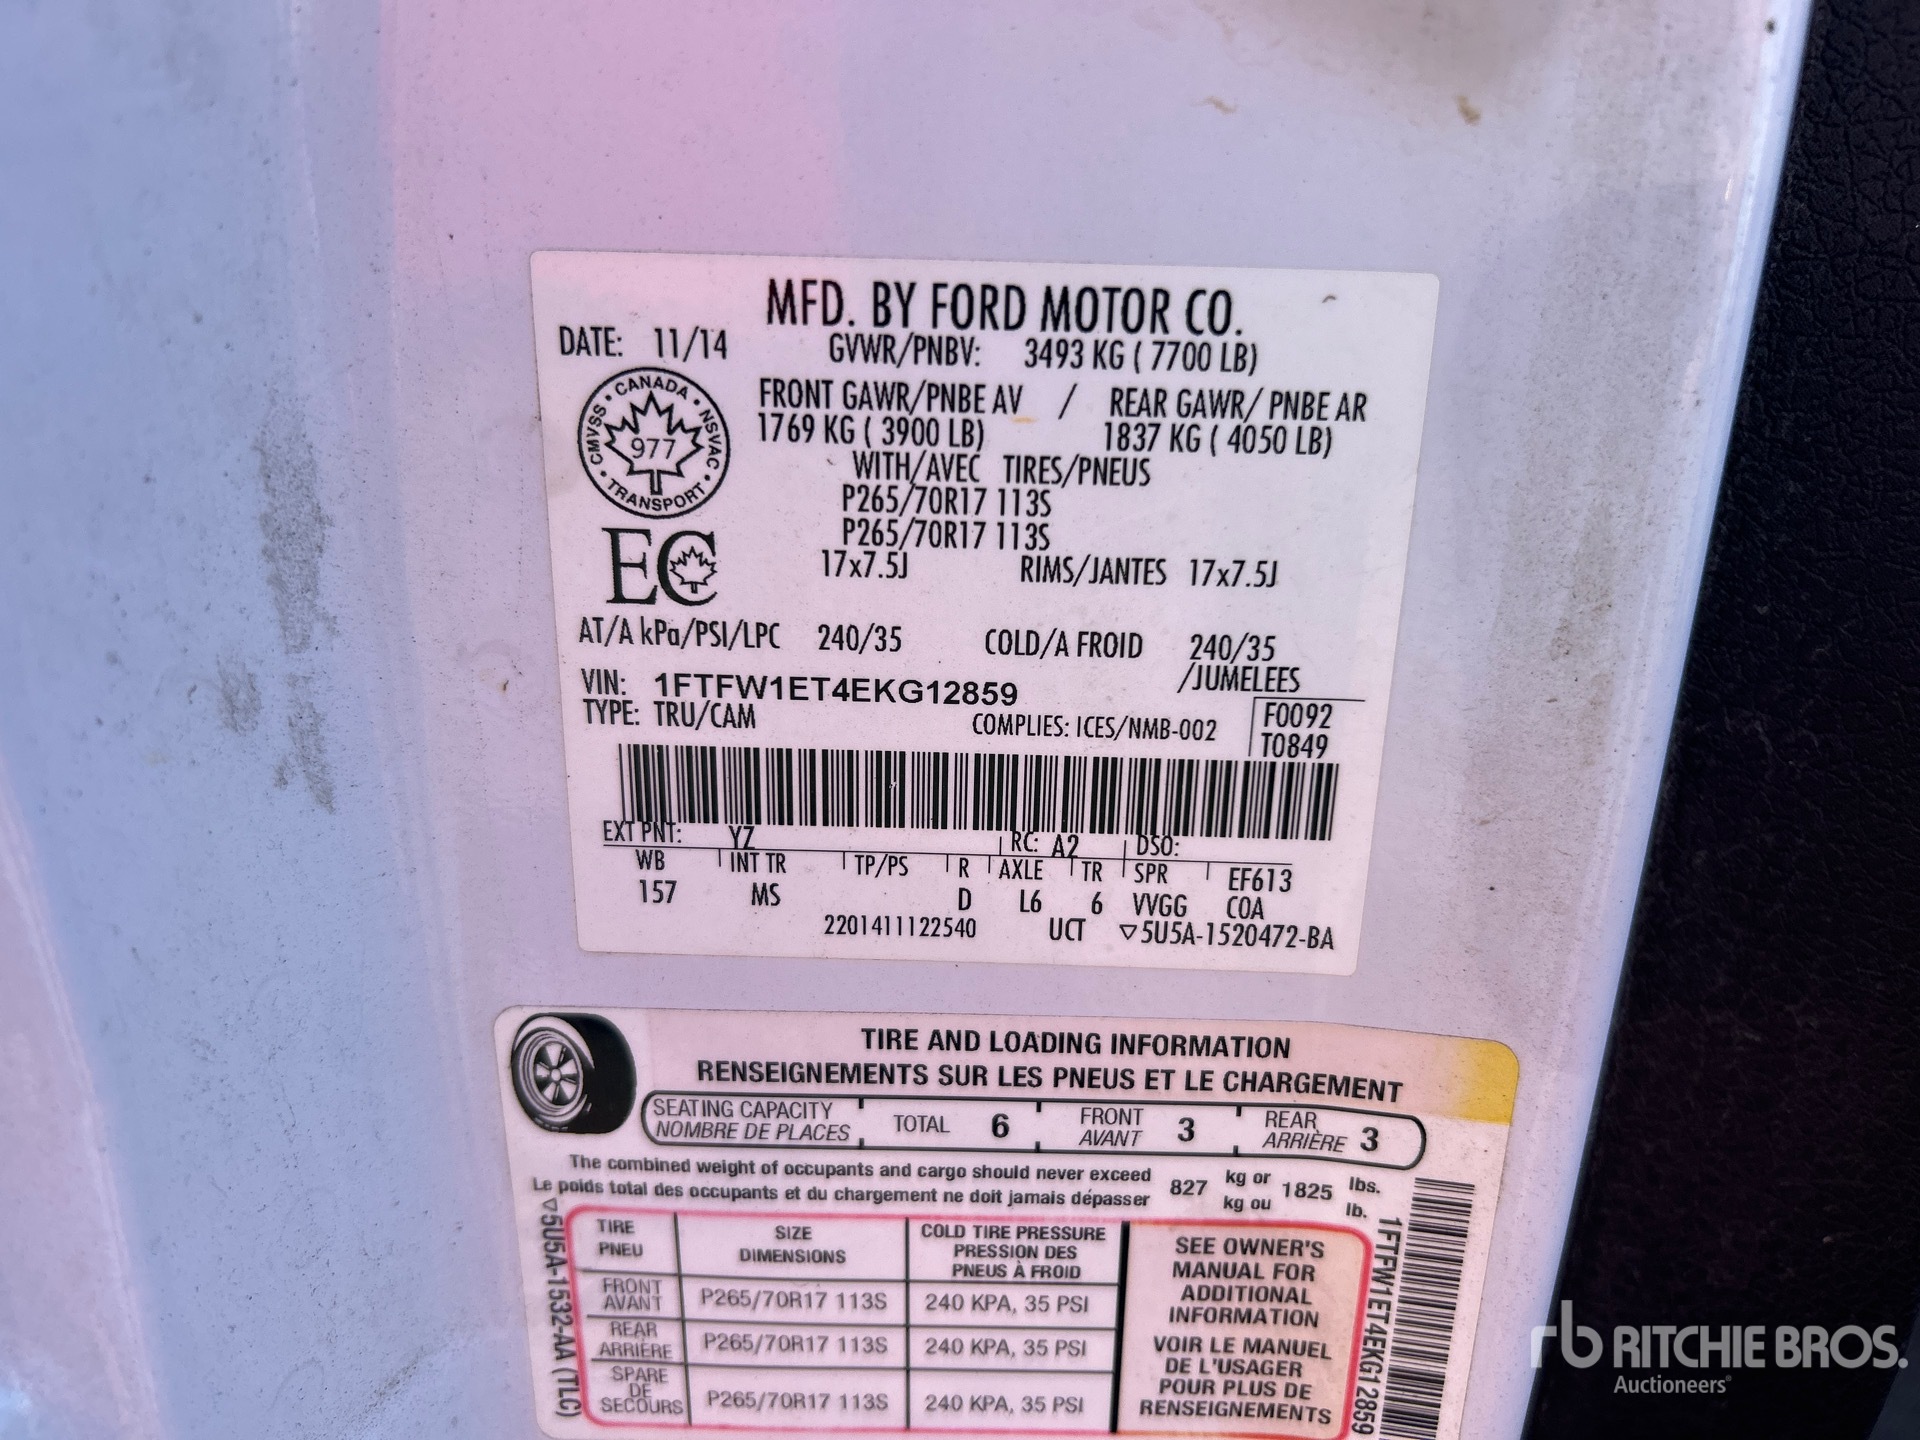 MFD. BY FORD MOTOR CO.
DATE: 11/14
GVWR/PNBV: 3493 KG ( 7700 LB)
FRONT GAWR/PNBE AV / REAR GAWR/ PNBE AR
1769 KG ( 3900 LB) 1837 KG ( 4050 LB)
WITH/AVEC TIRES/PNEUS
P265/70R17 113S
P265/70R17 113S
17x7.5J RIMS/JANTES 17x7.5J
CANADA
CMVSS NSVAC
977
TRANSPORT
EC
AT/A kPa/PSI/LPC 240/35 COLD/A FROID 240/35
/JUMELEES
VIN: 1FTFW1ET4EKG12859
TYPE: TRU/CAM COMPLIES: ICES/NMB-002
F0092
T0849
EXT PNT: YZ RC: A2 DSO:
WB INT TR TP/PS R AXLE TR SPR EF613
157 MS D L6 6 VVGG COA
2201411122540 UCT ▽5U5A-1520472-BA
TIRE AND LOADING INFORMATION
RENSEIGNEMENTS SUR LES PNEUS ET LE CHARGEMENT
SEATING CAPACITY
NOMBRE DE PLACES
TOTAL 6
FRONT
AVANT 3
REAR
ARRIÈRE 3
The combined weight of occupants and cargo should never exceed 827 kg or 1825 lbs.
Le poids total des occupants et du chargement ne doit jamais dépasser kg ou lb.
TIRE
PNEU
SIZE
DIMENSIONS
COLD TIRE PRESSURE
PRESSION DES
PNEUS À FROID
FRONT
AVANT
P265/70R17 113S 240 KPA, 35 PSI
REAR
ARRIÈRE
P265/70R17 113S 240 KPA, 35 PSI
SPARE
DE
SECOURS
P265/70R17 113S 240 KPA, 35 PSI
SEE OWNER'S
MANUAL FOR
ADDITIONAL
INFORMATION
VOIR LE MANUEL
DE L'USAGER
POUR PLUS DE
RENSEIGNEMENTS
▽5U5A-1532-AA (TLC)
1FTFW1ET4EKG12859
rb RITCHIE BROS.
Auctioneers®